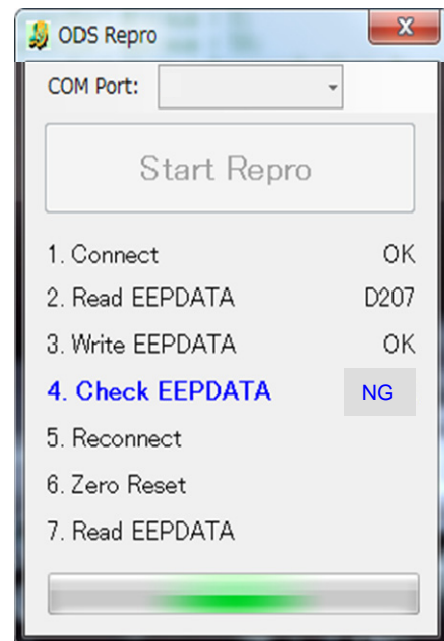 ODS Repro
COM Port:
Start Repro
1. Connect OK
2. Read EEPDATA D207
3. Write EEPDATA OK
4. Check EEPDATA NG
5. Reconnect
6. Zero Reset
7. Read EEPDATA